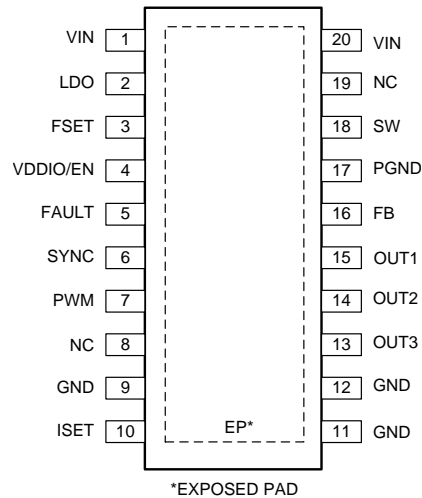 VIN 1 20 VIN
LDO 2 19 NC
FSET 3 18 SW
VDDIO/EN 4 17 PGND
FAULT 5 16 FB
SYNC 6 15 OUT1
PWM 7 14 OUT2
NC 8 13 OUT3
GND 9 12 GND
ISET 10 EP* 11 GND
*EXPOSED PAD